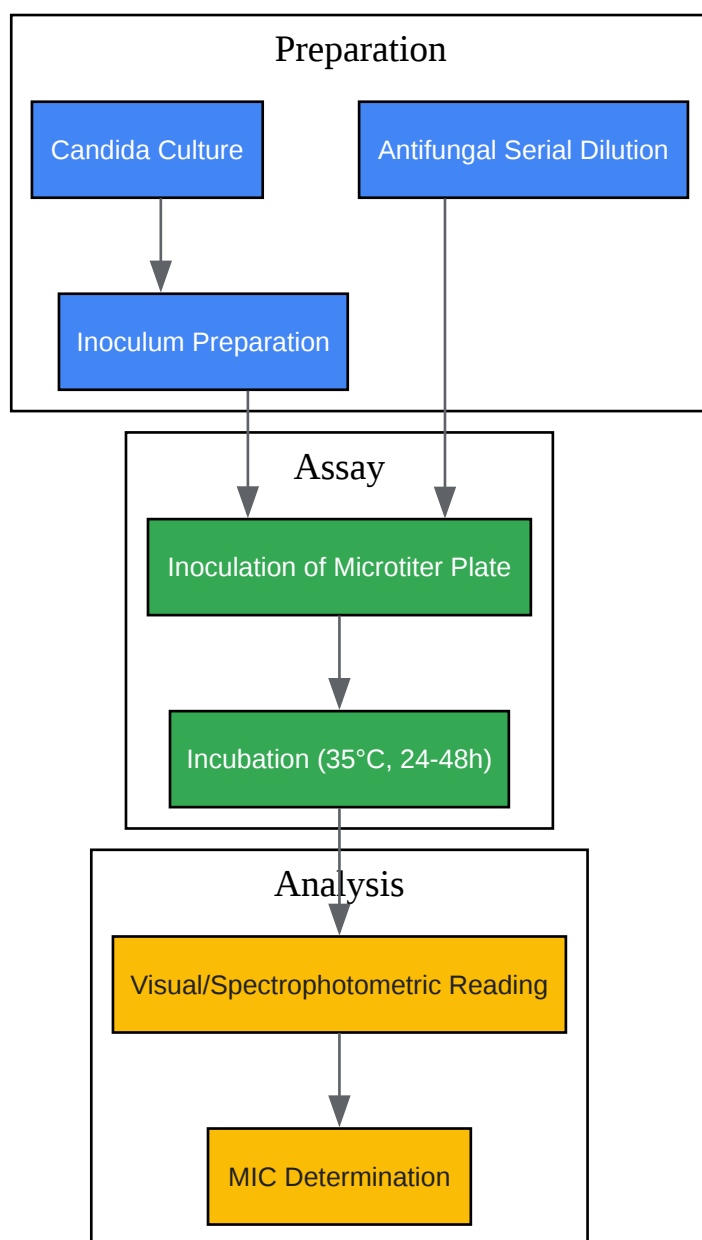 Preparation
Candida Culture
Antifungal Serial Dilution
Inoculum Preparation
Assay
Inoculation of Microtiter Plate
Incubation (35°C, 24-48h)
Analysis
Visual/Spectrophotometric Reading
MIC Determination